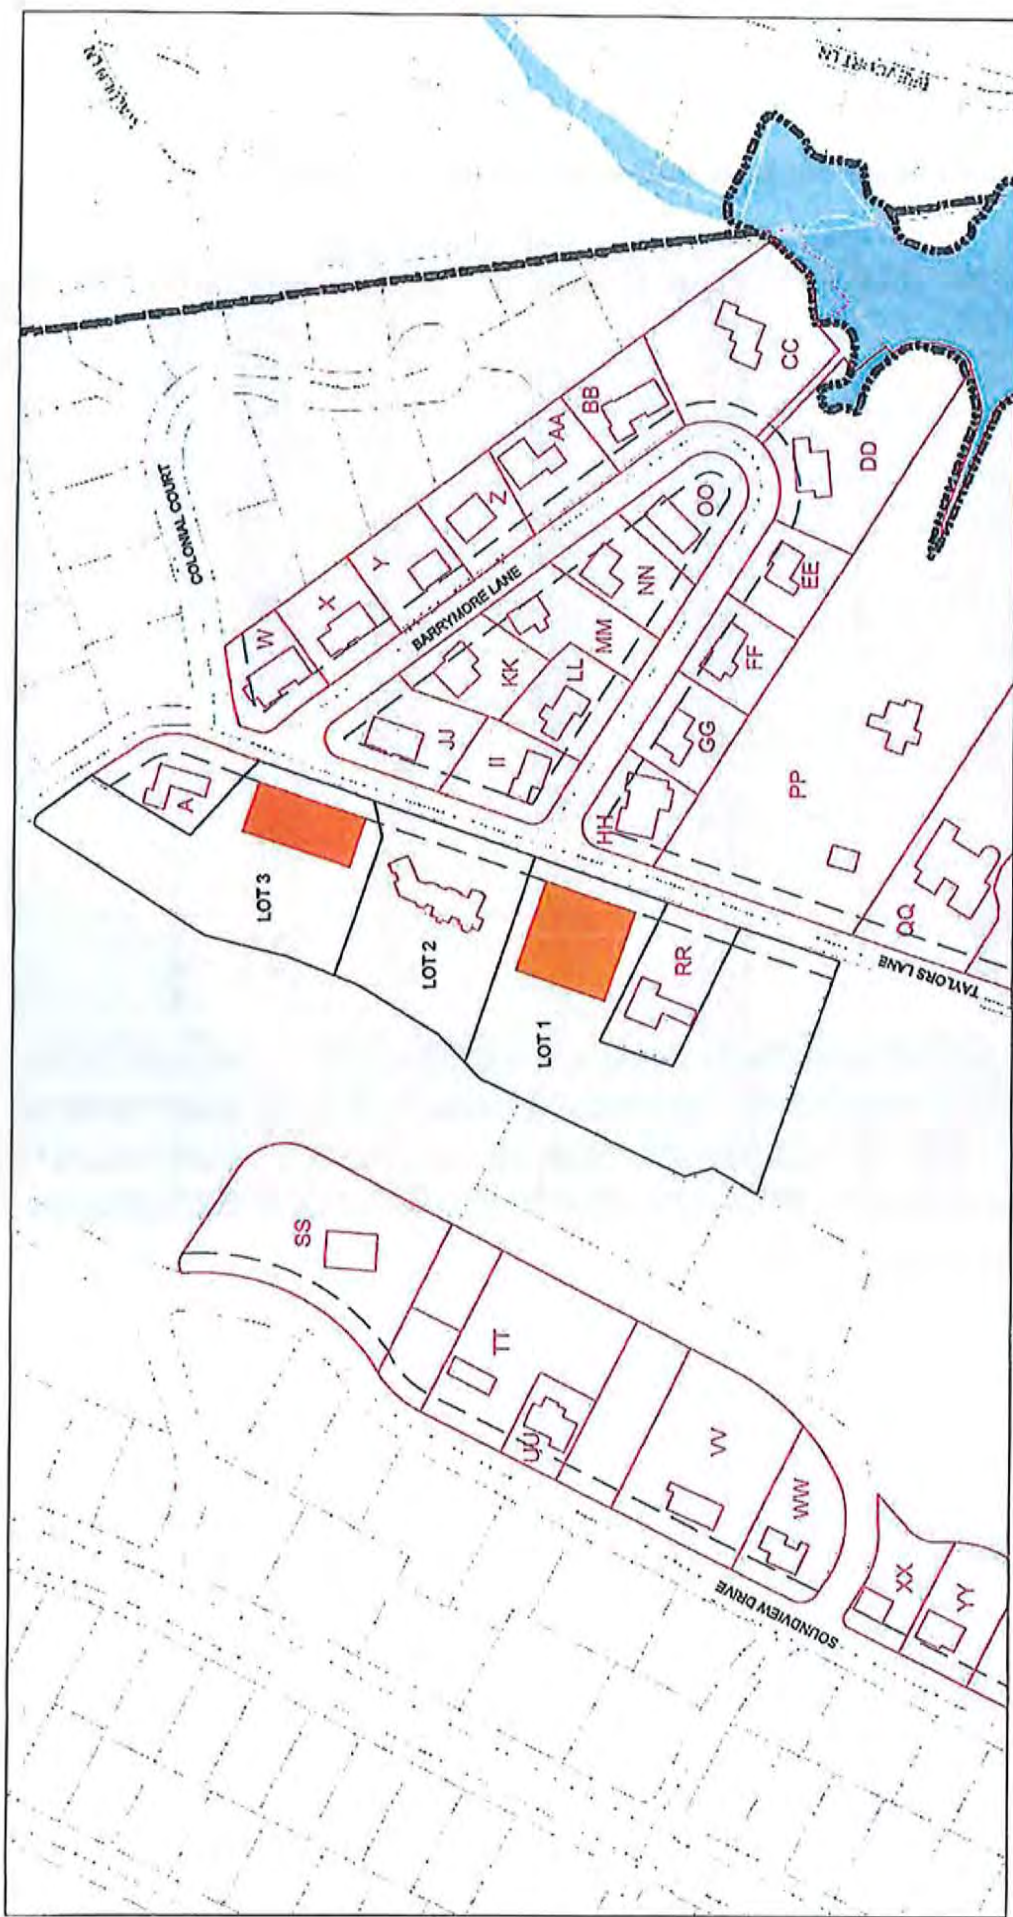 COLONIAL COURT
W
X
Y
Z
AA
BB
CC
BARRYMORE LANE
A
JJ
KK
II
LL
MM
NN
OO
DD
EE
FF
GG
HH
PP
QQ
LOT 3
LOT 2
LOT 1
RR
TAYLORS LANE
SS
TT
UU
VV
WW
SOUNDVIEW DRIVE
XX
YY